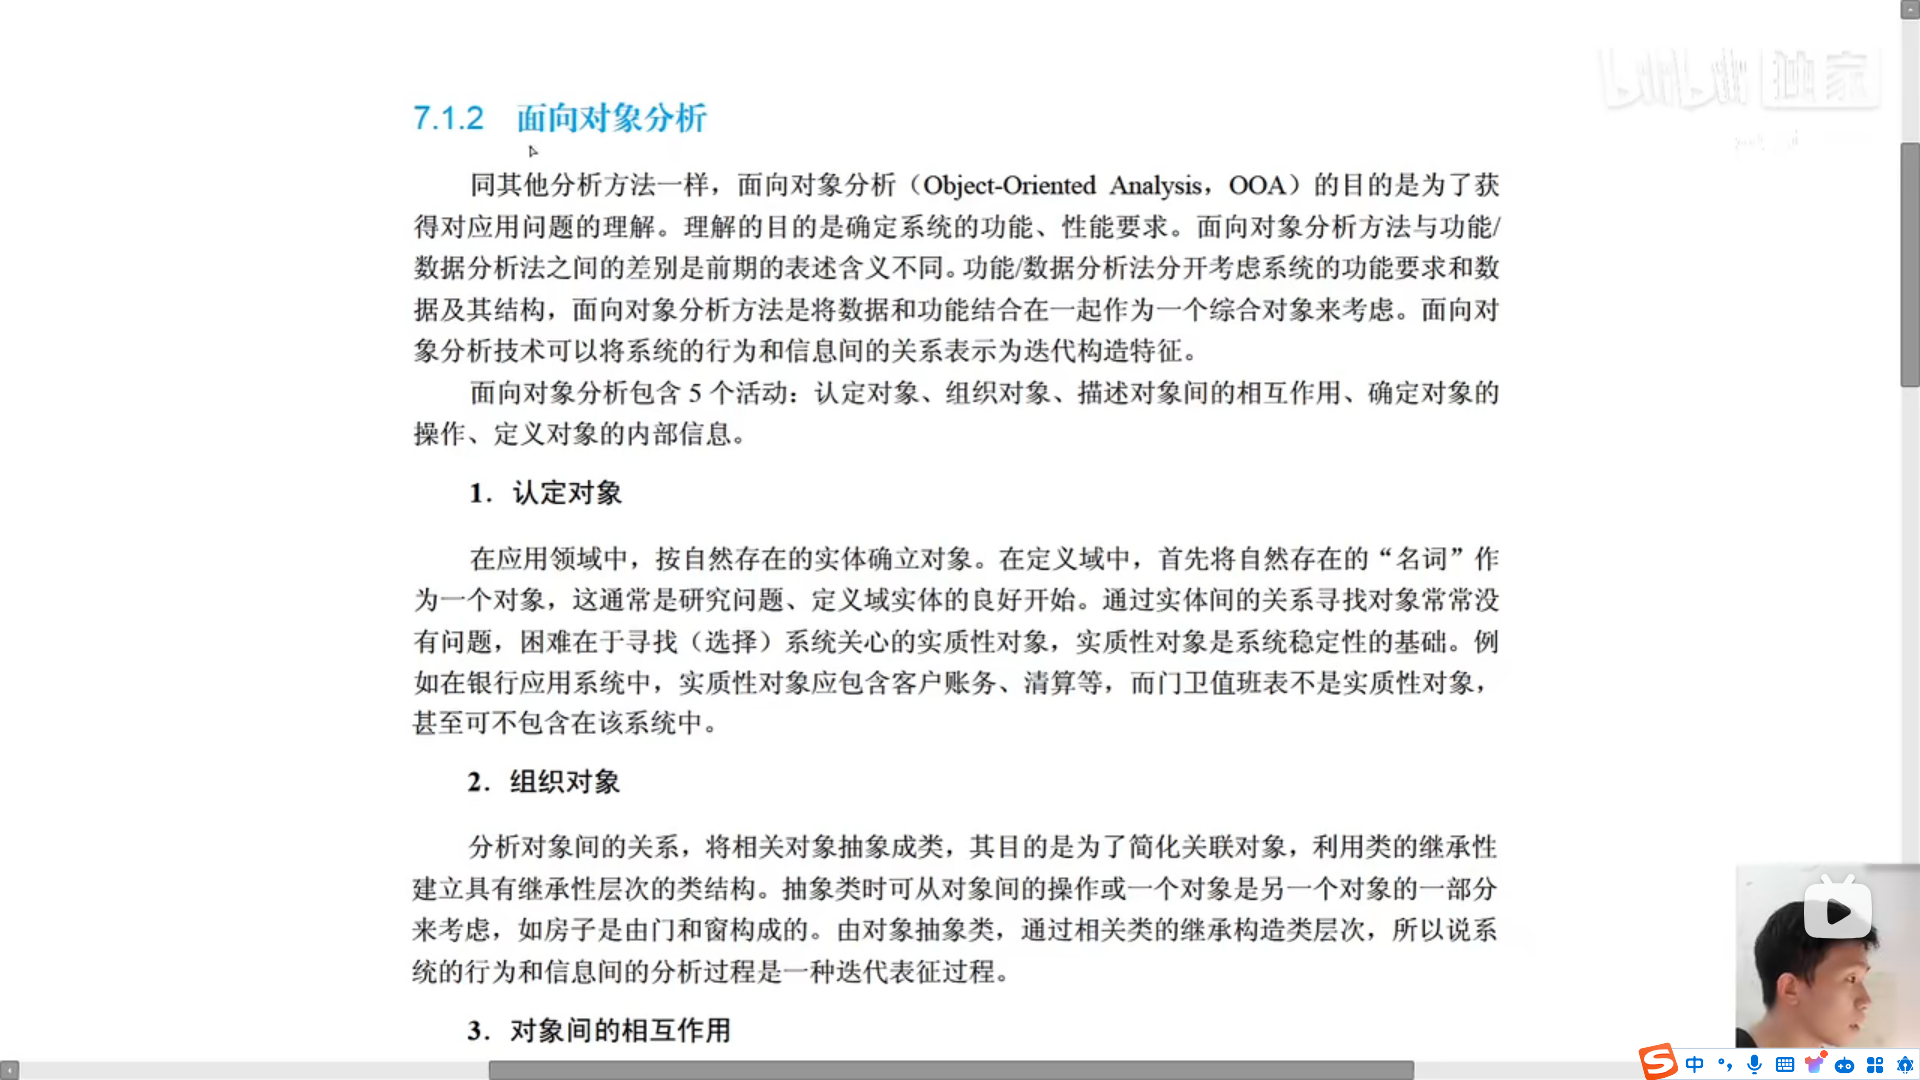 bilibili 独家
7.1.2 面向对象分析
同其他分析方法一样，面向对象分析（Object-Oriented Analysis，OOA）的目的是为了获
得对应用问题的理解。理解的目的是确定系统的功能、性能要求。面向对象分析方法与功能/
数据分析法之间的差别是前期的表述含义不同。功能/数据分析法分开考虑系统的功能要求和数
据及其结构，面向对象分析方法是将数据和功能结合在一起作为一个综合对象来考虑。面向对
象分析技术可以将系统的行为和信息间的关系表示为迭代构造特征。
面向对象分析包含 5 个活动：认定对象、组织对象、描述对象间的相互作用、确定对象的
操作、定义对象的内部信息。
1．认定对象
在应用领域中，按自然存在的实体确立对象。在定义域中，首先将自然存在的“名词”作
为一个对象，这通常是研究问题、定义域实体的良好开始。通过实体间的关系寻找对象常常没
有问题，困难在于寻找（选择）系统关心的实质性对象，实质性对象是系统稳定性的基础。例
如在银行应用系统中，实质性对象应包含客户账务、清算等，而门卫值班表不是实质性对象，
甚至可不包含在该系统中。
2．组织对象
分析对象间的关系，将相关对象抽象成类，其目的是为了简化关联对象，利用类的继承性
建立具有继承性层次的类结构。抽象类时可从对象间的操作或一个对象是另一个对象的一部分
来考虑，如房子是由门和窗构成的。由对象抽象类，通过相关类的继承构造类层次，所以说系
统的行为和信息间的分析过程是一种迭代表征过程。
3．对象间的相互作用
中